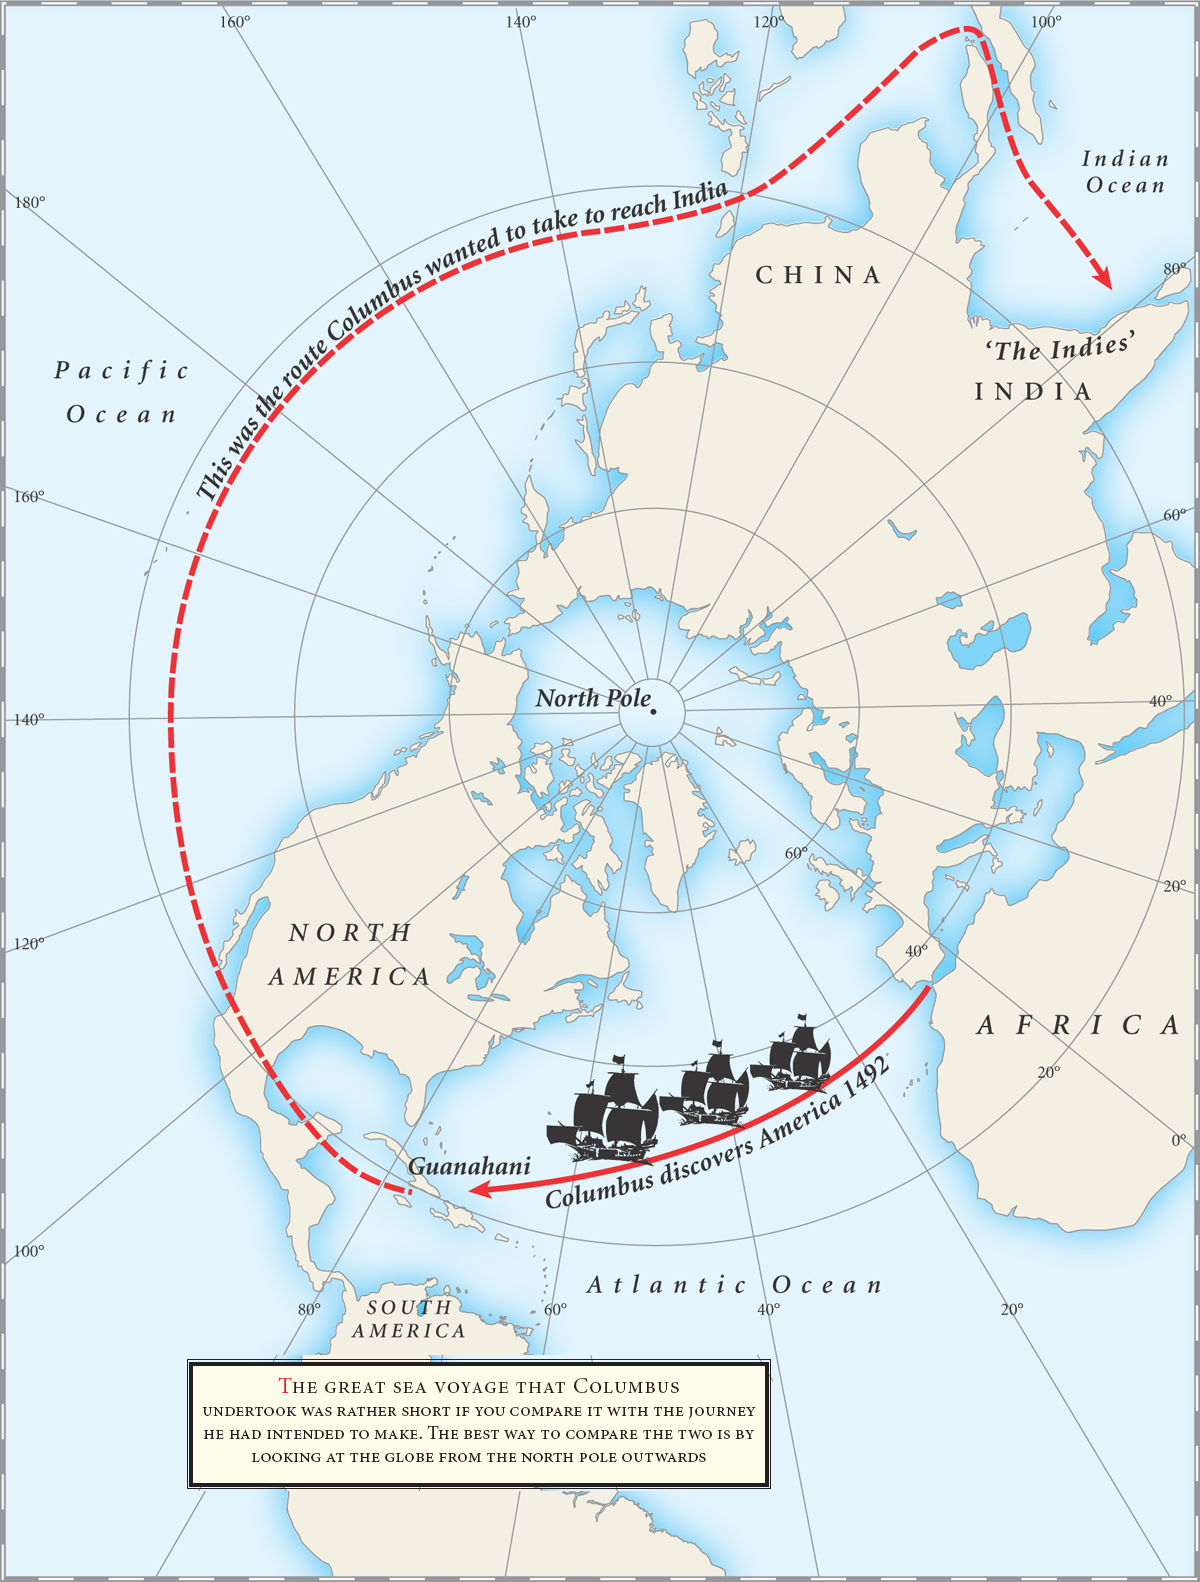 160°
140°
120°
100°
Indian
Ocean
180°
This was the route Columbus wanted to take to reach India
CHINA
80°
‘The Indies’
INDIA
Pacific
Ocean
160°
60°
North Pole
40°
140°
60°
20°
NORTH
AMERICA
120°
40°
AFRICA
20°
0°
Columbus discovers America 1492
Guanahani
100°
Atlantic Ocean
80°
SOUTH
AMERICA
60°
40°
20°
The great sea voyage that Columbus
undertook was rather short if you compare it with the journey
he had intended to make. The best way to compare the two is by
looking at the globe from the north pole outwards